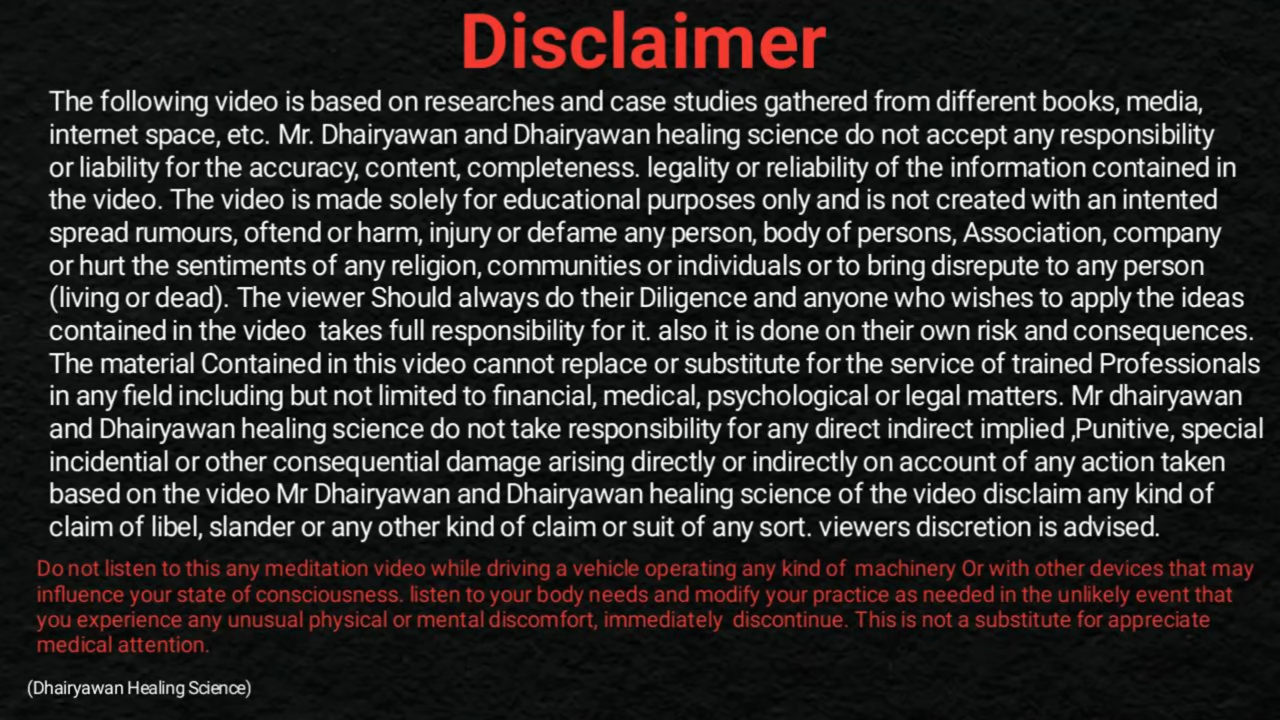 Disclaimer
The following video is based on researches and case studies gathered from different books, media,
internet space, etc. Mr. Dhairyawan and Dhairyawan healing science do not accept any responsibility
or liability for the accuracy, content, completeness. legality or reliability of the information contained in
the video. The video is made solely for educational purposes only and is not created with an intented
spread rumours, oftend or harm, injury or defame any person, body of persons, Association, company
or hurt the sentiments of any religion, communities or individuals or to bring disrepute to any person
(living or dead). The viewer Should always do their Diligence and anyone who wishes to apply the ideas
contained in the video takes full responsibility for it. also it is done on their own risk and consequences.
The material Contained in this video cannot replace or substitute for the service of trained Professionals
in any field including but not limited to financial, medical, psychological or legal matters. Mr dhairyawan
and Dhairyawan healing science do not take responsibility for any direct indirect implied ,Punitive, special
incidential or other consequential damage arising directly or indirectly on account of any action taken
based on the video Mr Dhairyawan and Dhairyawan healing science of the video disclaim any kind of
claim of libel, slander or any other kind of claim or suit of any sort. viewers discretion is advised.
Do not listen to this any meditation video while driving a vehicle operating any kind of machinery Or with other devices that may
influence your state of consciousness. listen to your body needs and modify your practice as needed in the unlikely event that
you experience any unusual physical or mental discomfort, immediately discontinue. This is not a substitute for appreciate
medical attention.
(Dhairyawan Healing Science)